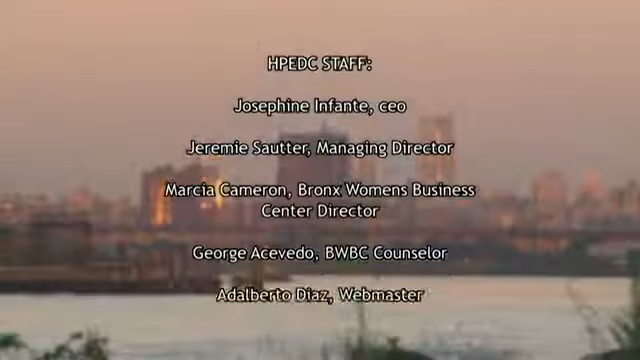 HPEDC STAFF:
Josephine Infante, ceo
Jeremie Sautter, Managing Director
Marcia Cameron, Bronx Womens Business
Center Director
George Acevedo, BWBC Counselor
Adalberto Diaz, Webmaster